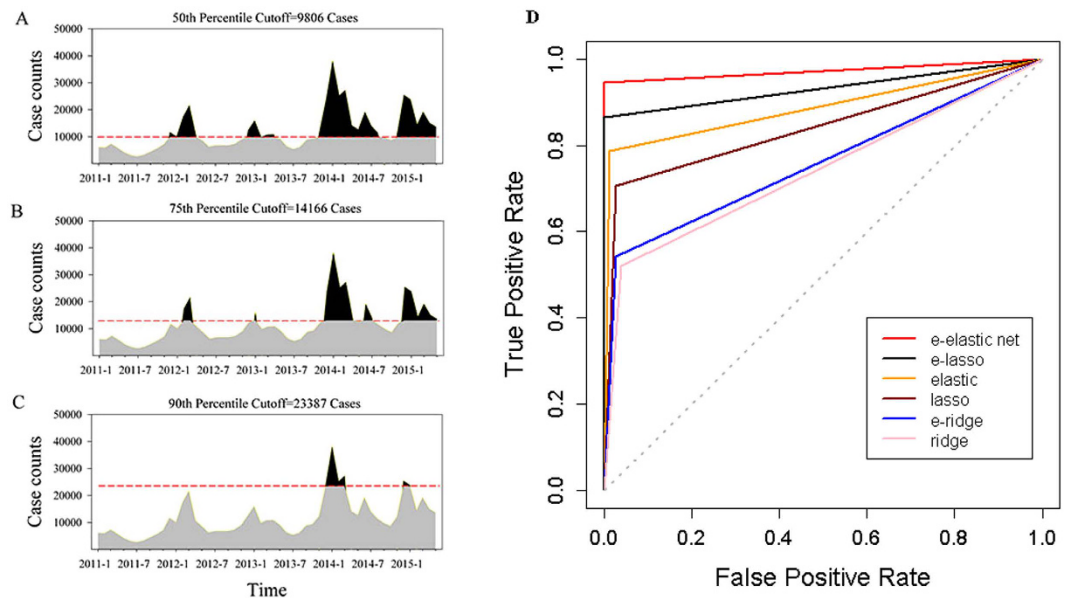 A
50th Percentile Cutoff=9806 Cases
Case counts
50000
40000
30000
20000
10000
2011-1 2011-7 2012-1 2012-7 2013-1 2013-7 2014-1 2014-7 2015-1
B
75th Percentile Cutoff=14166 Cases
Case counts
50000
40000
30000
20000
10000
2011-1 2011-7 2012-1 2012-7 2013-1 2013-7 2014-1 2014-7 2015-1
C
90th Percentile Cutoff=23387 Cases
Case counts
50000
40000
30000
20000
10000
2011-1 2011-7 2012-1 2012-7 2013-1 2013-7 2014-1 2014-7 2015-1
Time
D
True Positive Rate
1.0
0.8
0.6
0.4
0.2
0.0
e-elastic net
e-lasso
elastic
lasso
e-ridge
ridge
0.0 0.2 0.4 0.6 0.8 1.0
False Positive Rate